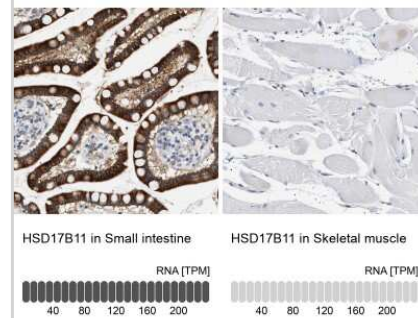 HSD17B11 in Small intestine
RNA [TPM]
40 80 120 160 200
HSD17B11 in Skeletal muscle
RNA [TPM]
40 80 120 160 200